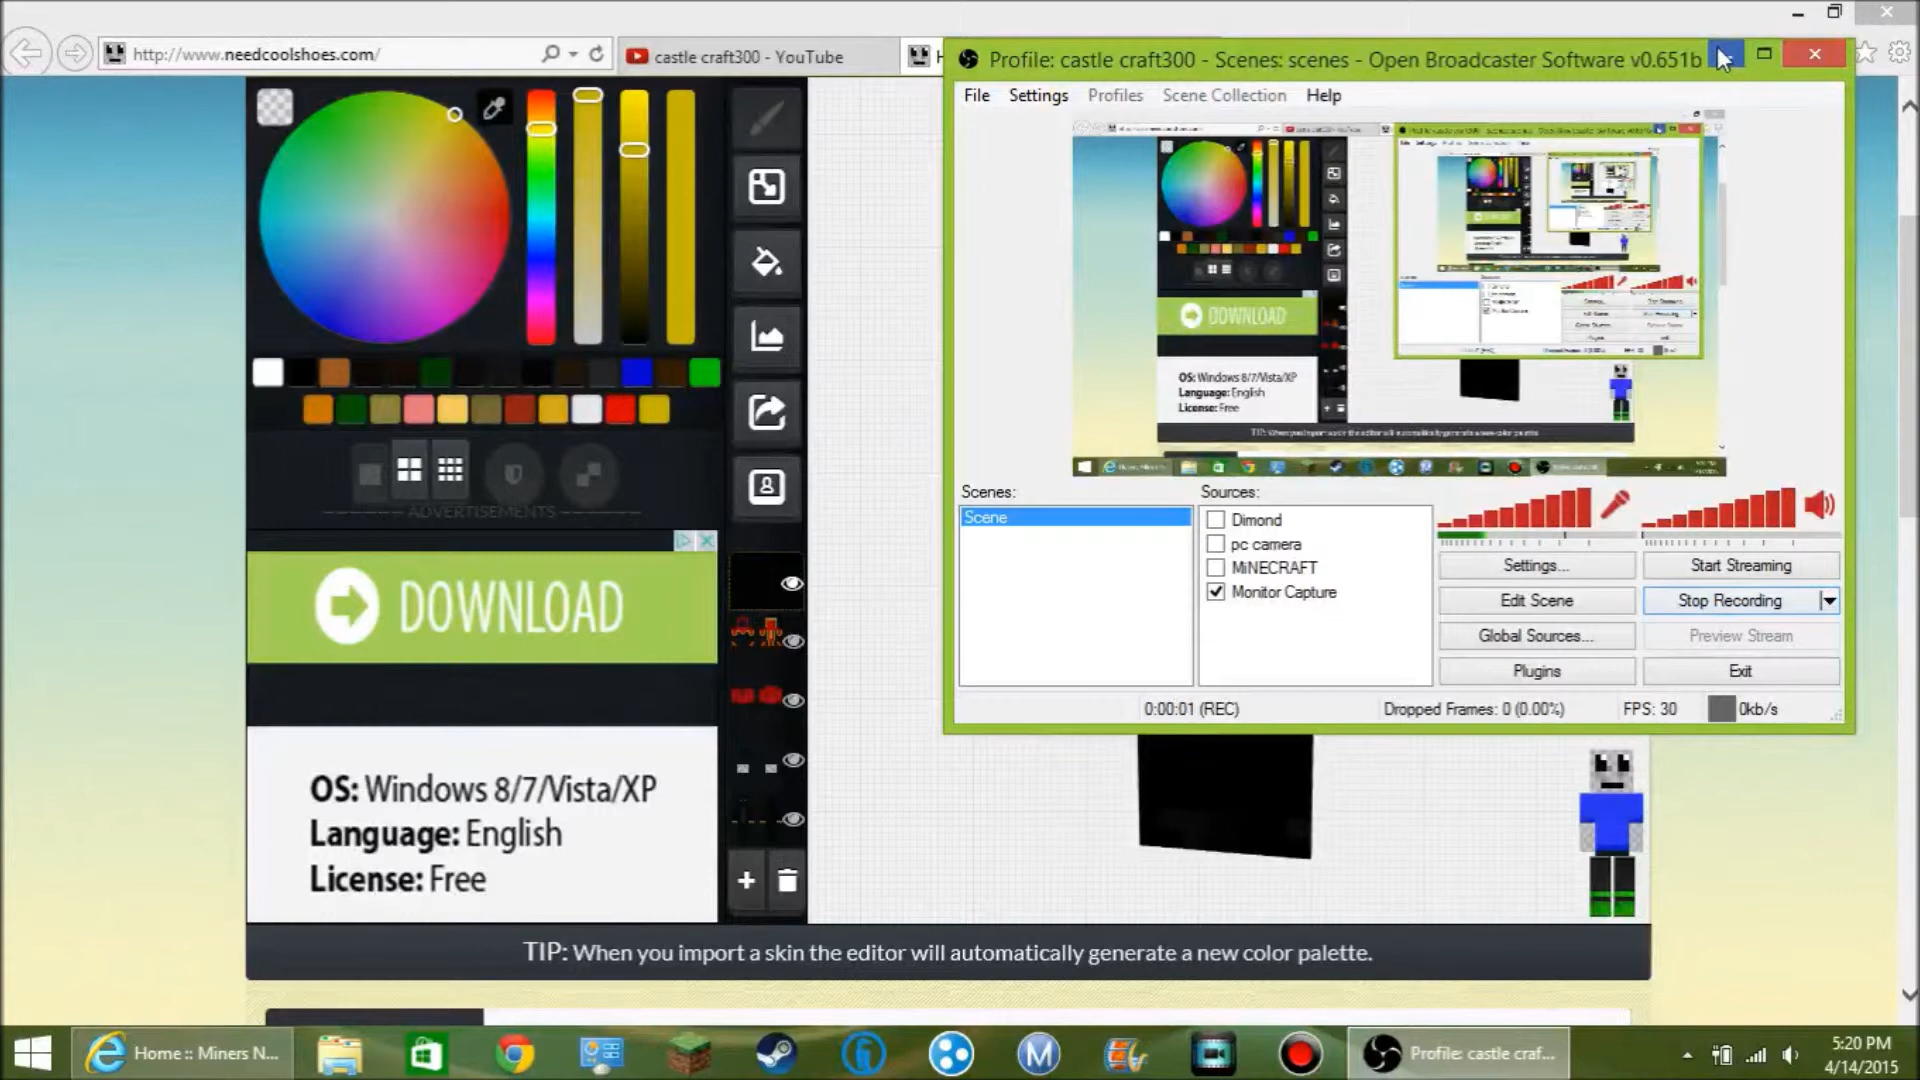 http://www.needcoolshoes.com/
castle craft300 - YouTube
Profile: castle craft300 - Scenes: scenes - Open Broadcaster Software v0.651b
File Settings Profiles Scene Collection Help
DOWNLOAD
OS: Windows 8/7/Vista/XP
Language: English
License: Free
Scenes:
Sources:
Scene
Dimond
pc camera
MiNECRAFT
Monitor Capture
Settings...
Start Streaming
Edit Scene
Stop Recording
Global Sources...
Preview Stream
Plugins
Exit
0:00:01 (REC)
Dropped Frames: 0 (0.00%)
FPS: 30
0kb/s
ADVERTISEMENTS
DOWNLOAD
OS: Windows 8/7/Vista/XP
Language: English
License: Free
TIP: When you import a skin the editor will automatically generate a new color palette.
Home :: Miners N...
Profile: castle craf...
5:20 PM
4/14/2015